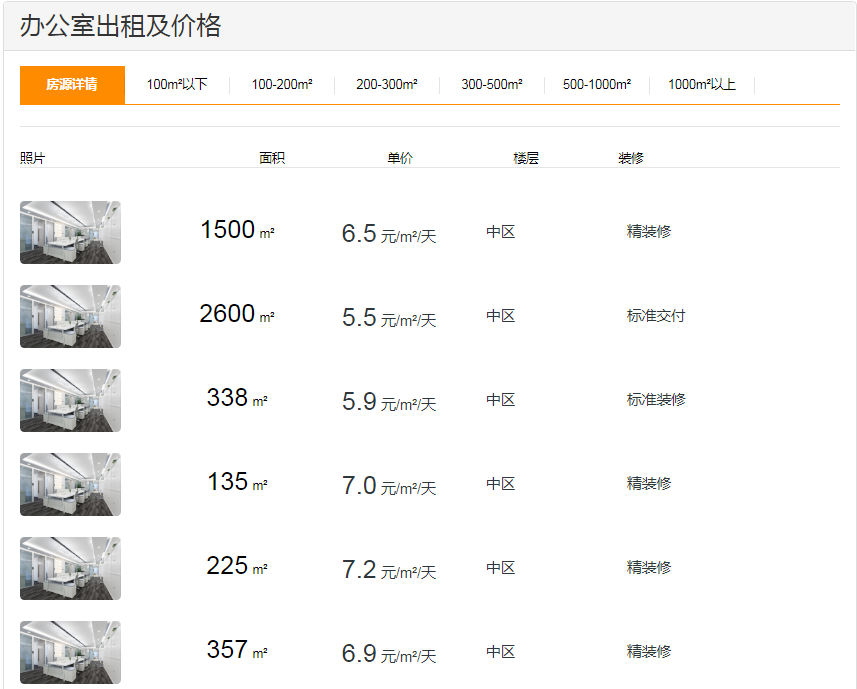 办公室出租及价格
房源详情 100m²以下 100-200m² 200-300m² 300-500m² 500-1000m² 1000m²以上
照片 面积 单价 楼层 装修
1500 m² 6.5 元/m²/天 中区 精装修
2600 m² 5.5 元/m²/天 中区 标准交付
338 m² 5.9 元/m²/天 中区 标准装修
135 m² 7.0 元/m²/天 中区 精装修
225 m² 7.2 元/m²/天 中区 精装修
357 m² 6.9 元/m²/天 中区 精装修